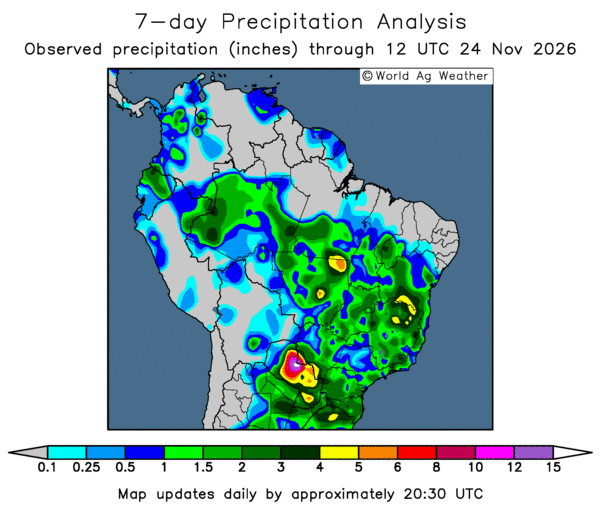 7-day Precipitation Analysis
Observed precipitation (inches) through 12 UTC 24 Nov 2026
©World Ag Weather
0.1 0.25 0.5 1 1.5 2 3 4 5 6 8 10 12 15
Map updates daily by approximately 20:30 UTC